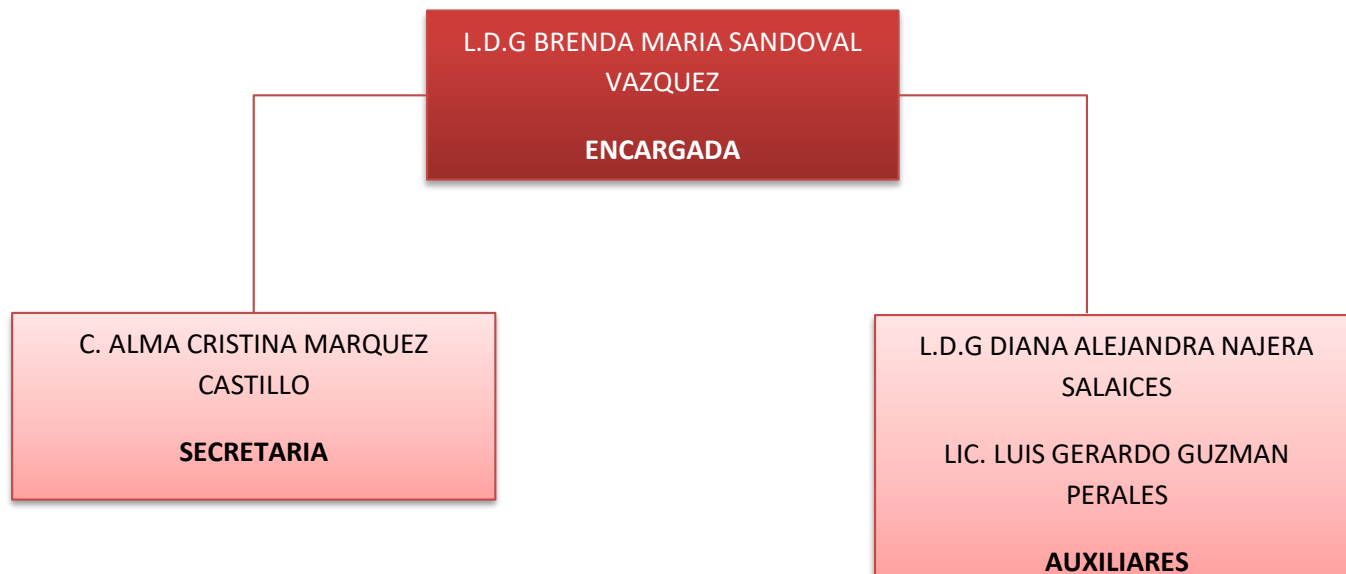 L.D.G BRENDA MARIA SANDOVAL
VAZQUEZ
ENCARGADA
C. ALMA CRISTINA MARQUEZ
CASTILLO
SECRETARIA
L.D.G DIANA ALEJANDRA NAJERA
SALAICES
LIC. LUIS GERARDO GUZMAN
PERALES
AUXILIARES